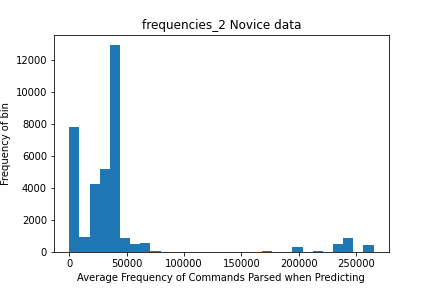 frequencies_2 Novice data
Frequency of bin
12000
10000
8000
6000
4000
2000
0
0 50000 100000 150000 200000 250000
Average Frequency of Commands Parsed when Predicting